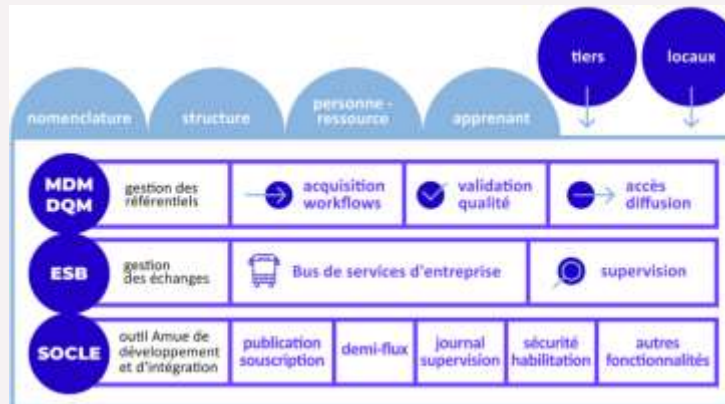 tiers
locaux
nomenclature
structure
personne -
ressource
apprenant
MDM
DQM
gestion des
référentiels
acquisition
workflows
validation
qualité
accès
diffusion
ESB
gestion
des échanges
Bus de services d'entreprise
supervision
SOCLE
outil Amue de
développement
et d'intégration
publication
souscription
demi-flux
journal
supervision
sécurité
habilitation
autres
fonctionnalités